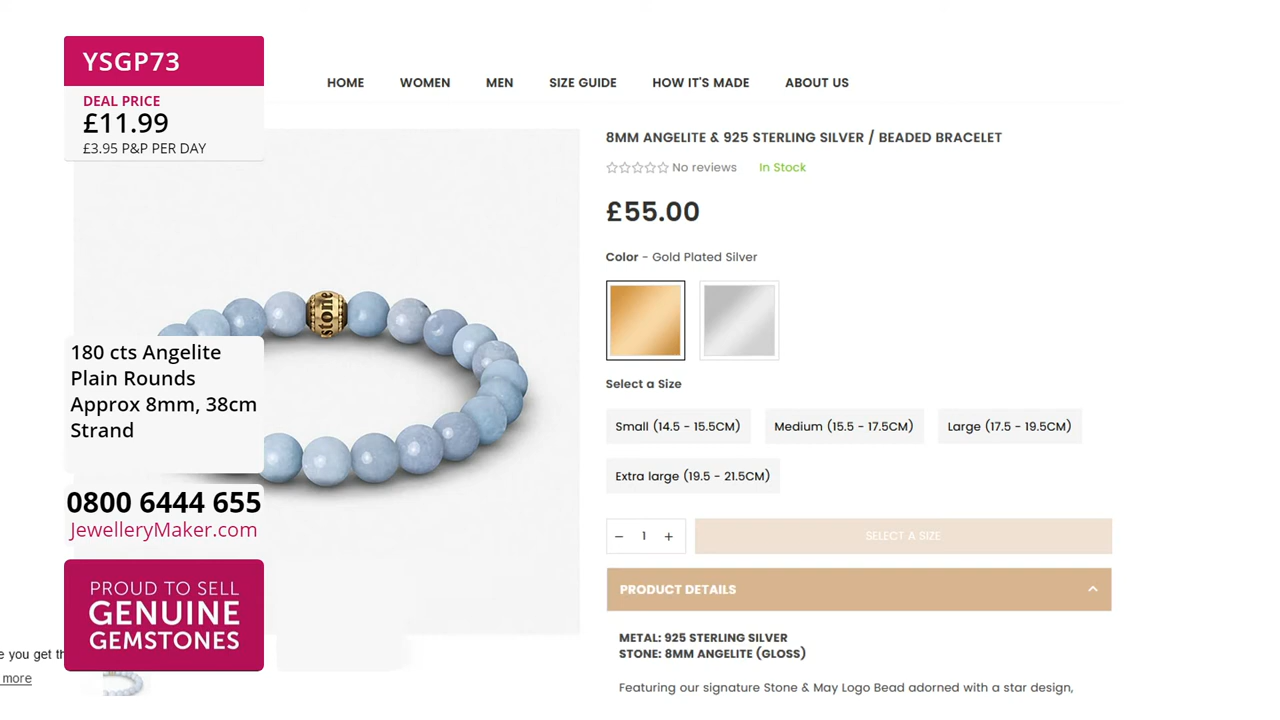 YSGP73
DEAL PRICE
£11.99
£3.95 P&P PER DAY
180 cts Angelite
Plain Rounds
Approx 8mm, 38cm
Strand
0800 6444 655
JewelleryMaker.com
PROUD TO SELL
GENUINE
GEMSTONES
e you get th
more
stone
HOME WOMEN MEN SIZE GUIDE HOW IT'S MADE ABOUT US
8MM ANGELITE & 925 STERLING SILVER / BEADED BRACELET
No reviews In Stock
£55.00
Color - Gold Plated Silver
Select a Size
Small (14.5 - 15.5CM) Medium (15.5 - 17.5CM) Large (17.5 - 19.5CM)
Extra large (19.5 - 21.5CM)
− 1 + SELECT A SIZE
PRODUCT DETAILS
METAL: 925 STERLING SILVER
STONE: 8MM ANGELITE (GLOSS)
Featuring our signature Stone & May Logo Bead adorned with a star design,